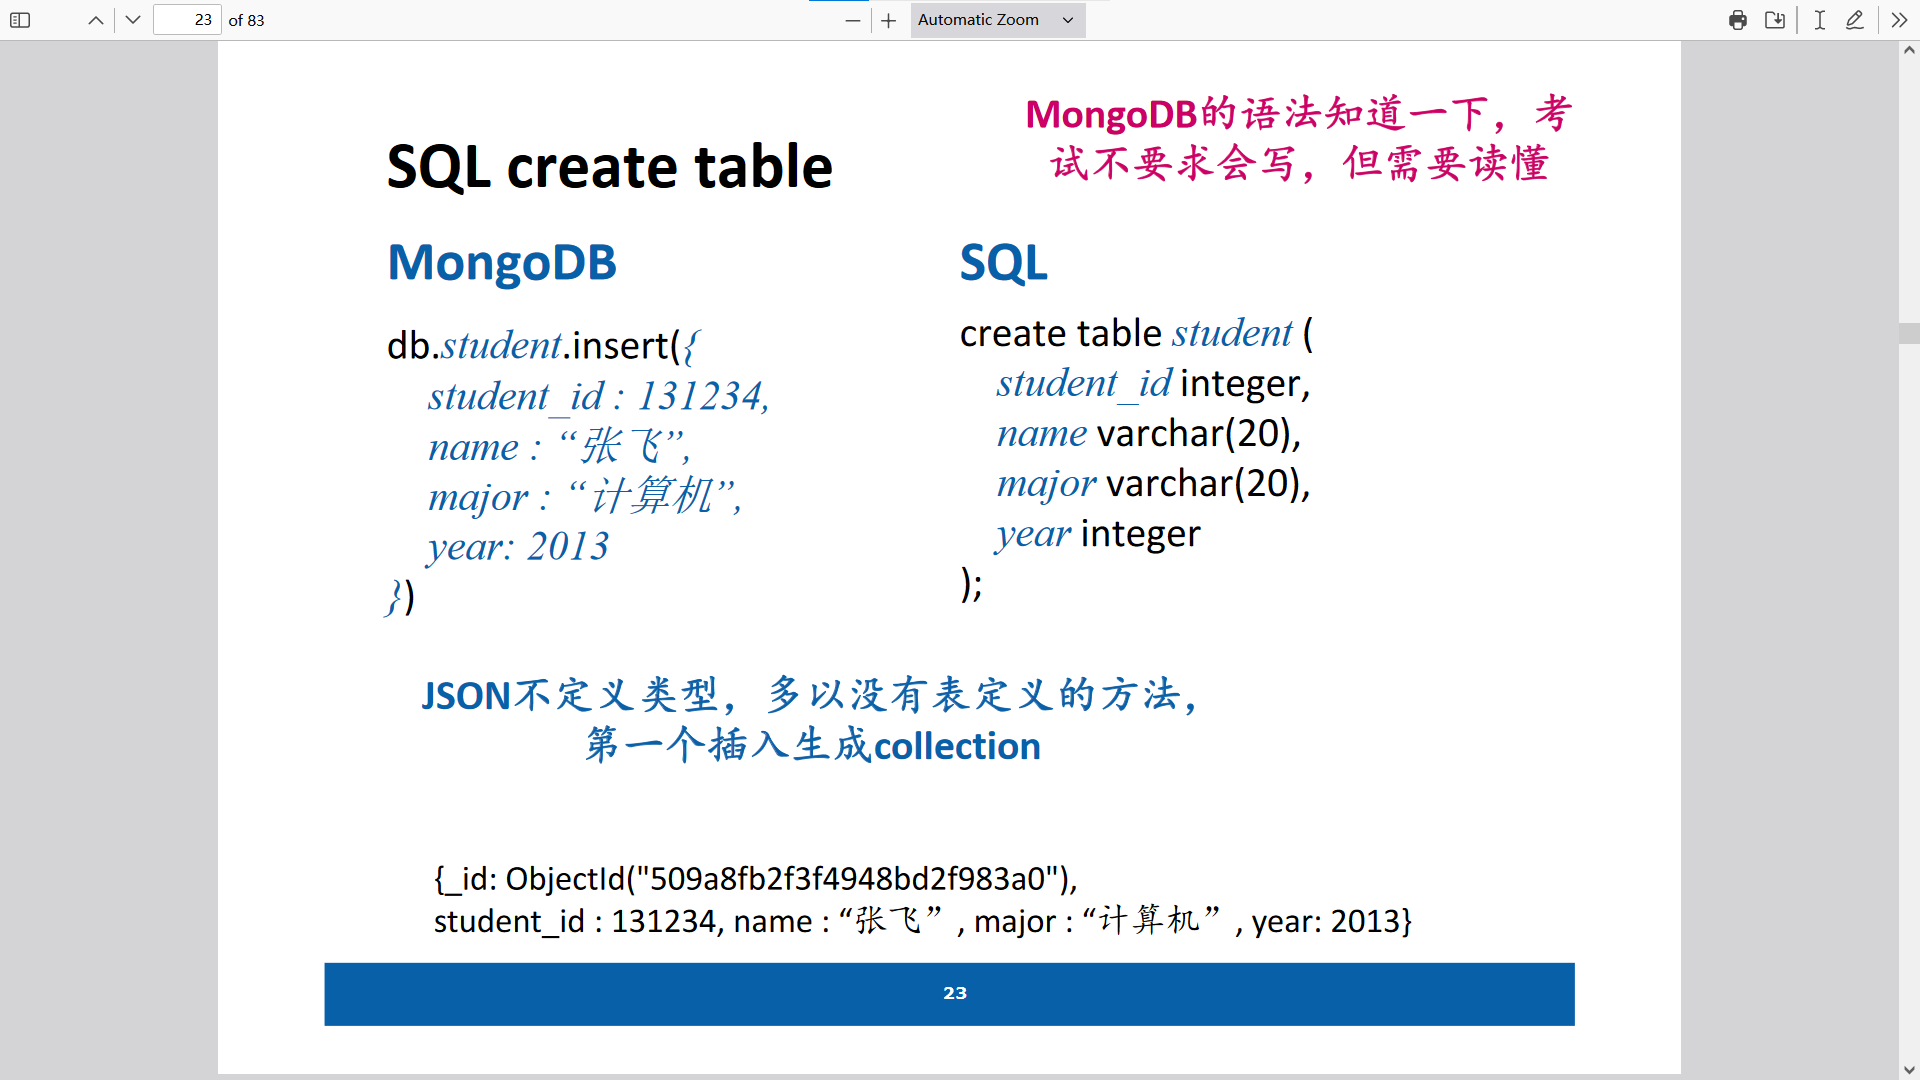 23 of 83
Automatic Zoom
MongoDB的语法知道一下，考
试不要求会写，但需要读懂
SQL create table
MongoDB
db.student.insert({
student_id : 131234,
name : “张飞”,
major : “计算机”,
year: 2013
})
SQL
create table student (
student_id integer,
name varchar(20),
major varchar(20),
year integer
);
JSON不定义类型，多以没有表定义的方法，
第一个插入生成collection
{_id: ObjectId("509a8fb2f3f4948bd2f983a0"),
student_id : 131234, name : “张飞” , major : “计算机” , year: 2013}
23